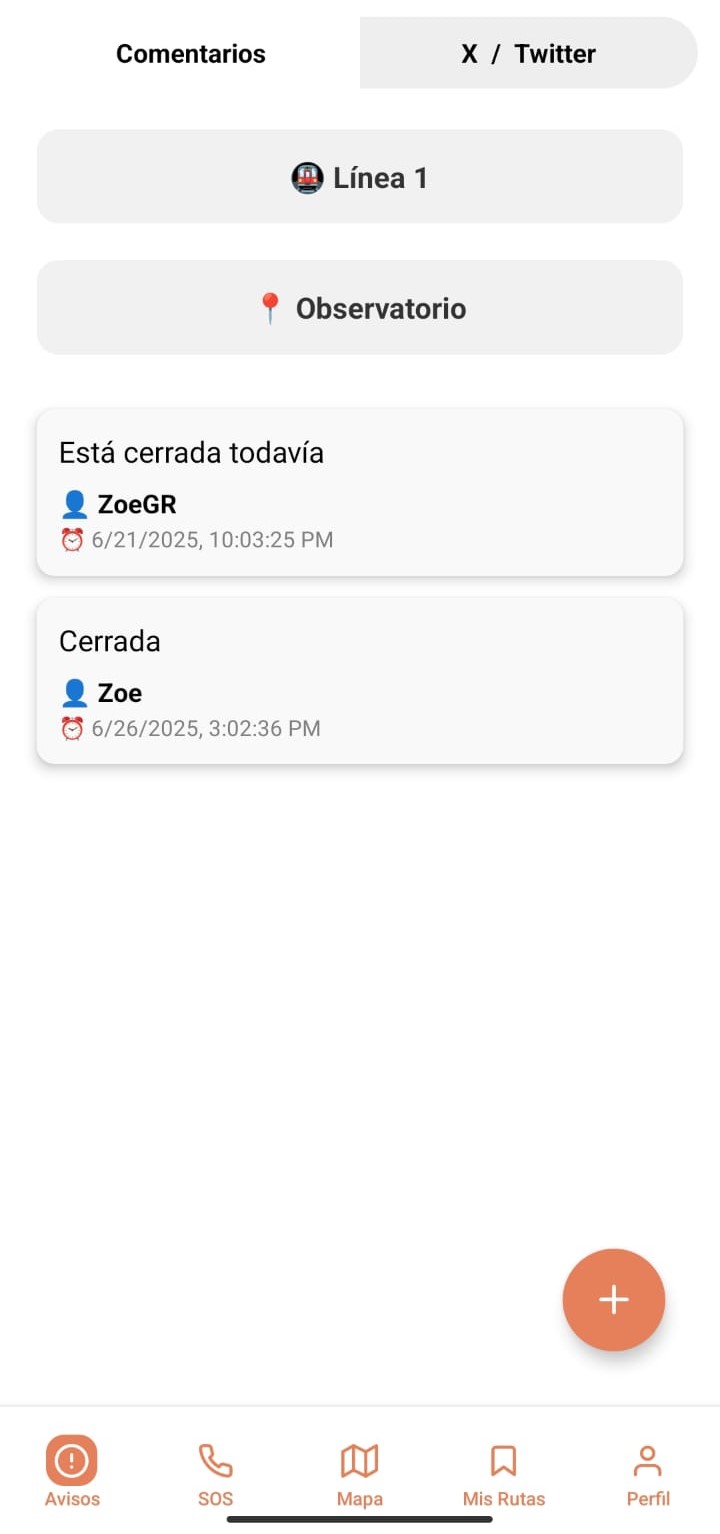 Comentarios
X / Twitter
Línea 1
Observatorio
Está cerrada todavía
ZoeGR
6/21/2025, 10:03:25 PM
Cerrada
Zoe
6/26/2025, 3:02:36 PM
Avisos
SOS
Mapa
Mis Rutas
Perfil